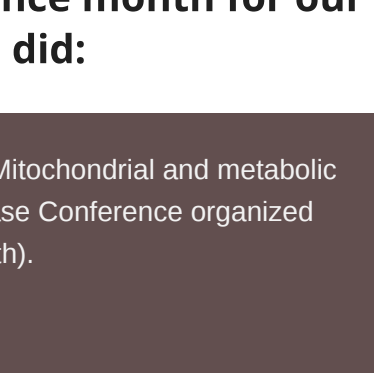 nce month for our
did:
Mitochondrial and metabolic
se Conference organized
h).